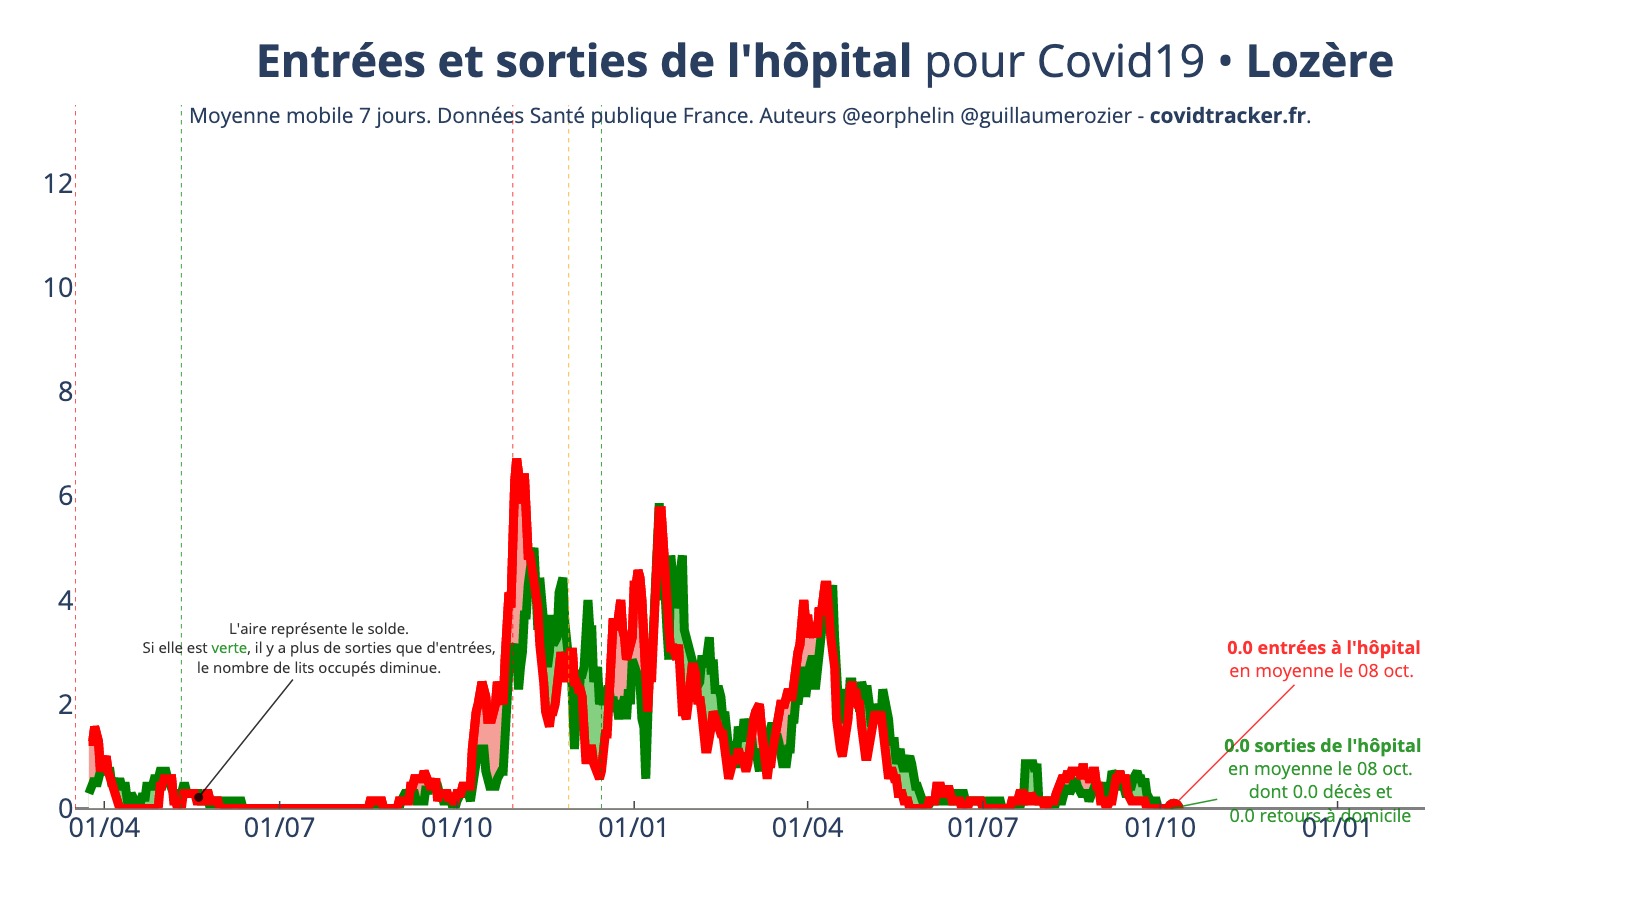 Entrées et sorties de l'hôpital pour Covid19 • Lozère
Moyenne mobile 7 jours. Données Santé publique France. Auteurs @eorphelin @guillaumerozier - covidtracker.fr.
12
10
8
6
4
2
0
L'aire représente le solde.
Si elle est verte, il y a plus de sorties que d'entrées,
le nombre de lits occupés diminue.
0.0 entrées à l'hôpital
en moyenne le 08 oct.
0.0 sorties de l'hôpital
en moyenne le 08 oct.
dont 0.0 décès et
0.0 retours à domicile
01/04
01/07
01/10
01/01
01/04
01/07
01/10
01/01